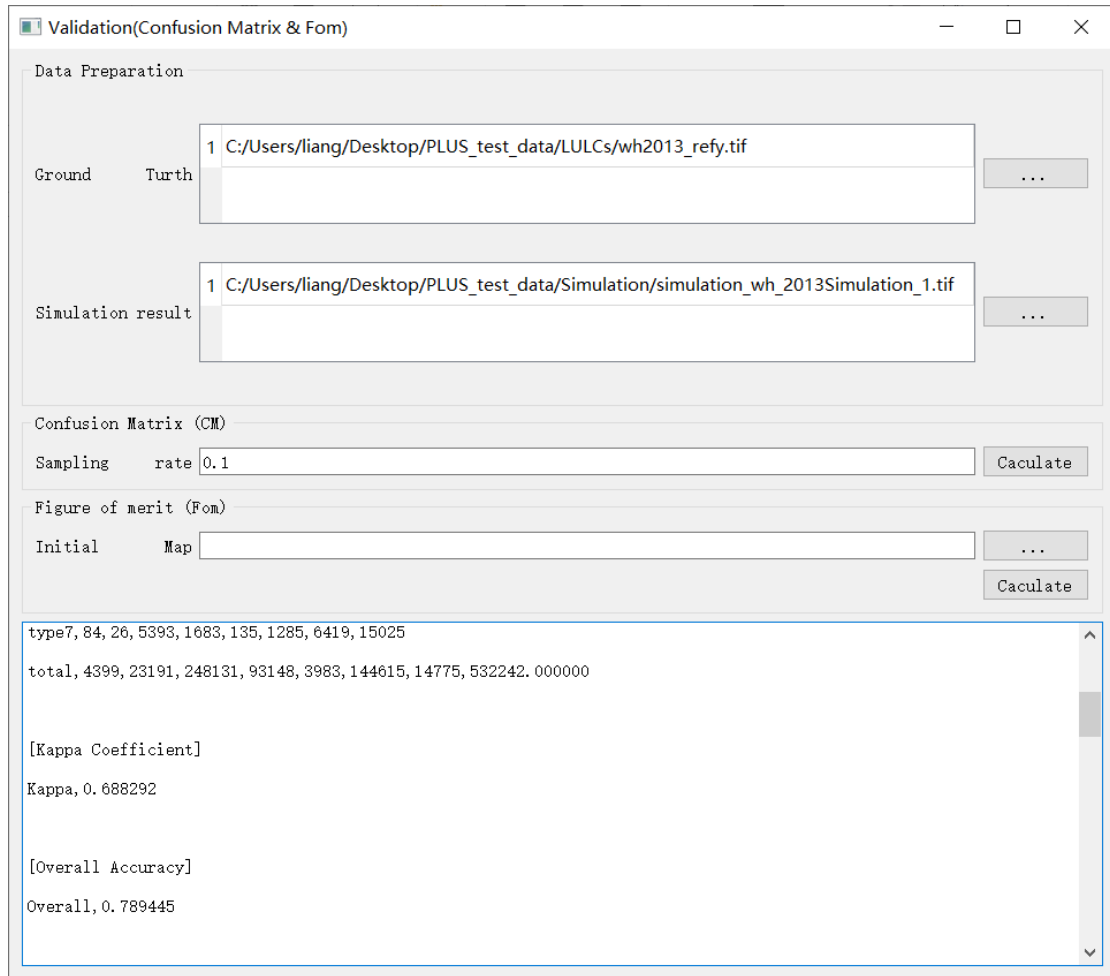 Validation(Confusion Matrix & Fom)
Data Preparation
Ground Turth
1 C:/Users/liang/Desktop/PLUS_test_data/LULCs/wh2013_refy.tif
...
Simulation result
1 C:/Users/liang/Desktop/PLUS_test_data/Simulation/simulation_wh_2013Simulation_1.tif
...
Confusion Matrix (CM)
Sampling rate 0.1 Caculate
Figure of merit (Fom)
Initial Map ...
Caculate
type7,84,26,5393,1683,135,1285,6419,15025
total,4399,23191,248131,93148,3983,144615,14775,532242.000000
[Kappa Coefficient]
Kappa,0.688292
[Overall Accuracy]
Overall,0.789445